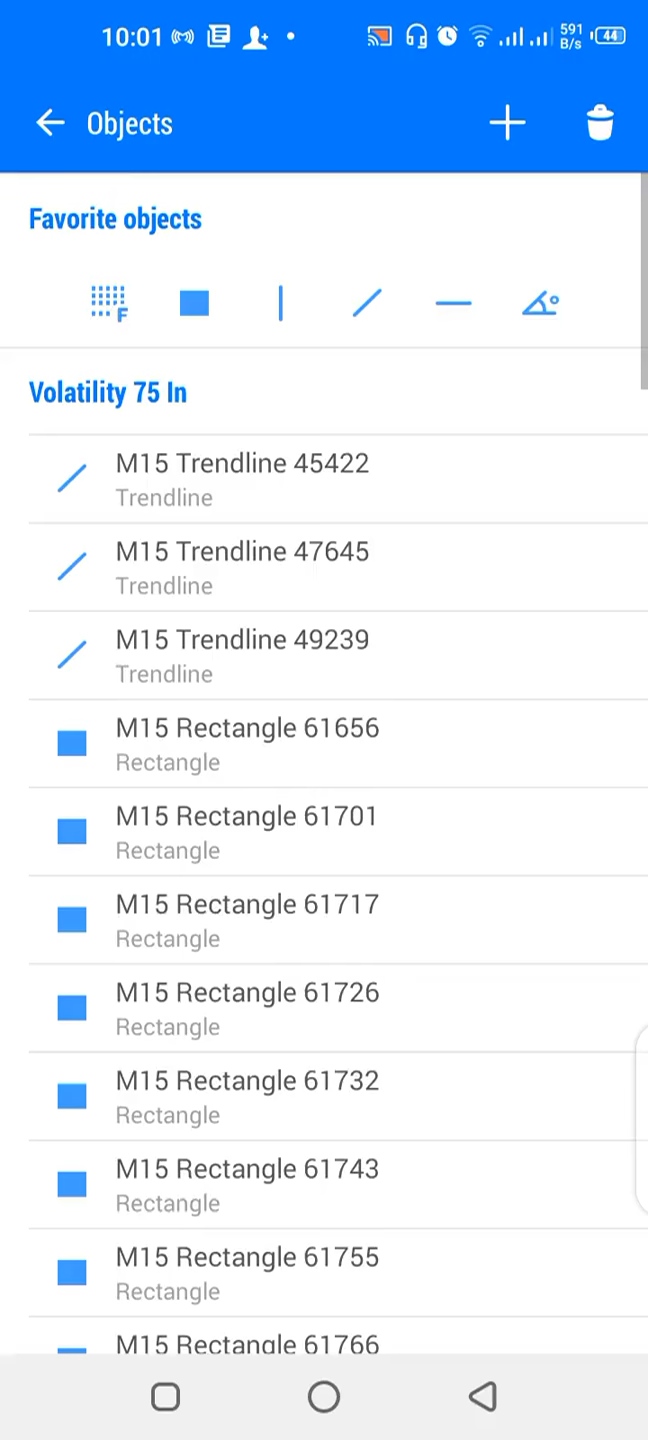 10:01
591
B/s
44
Objects
Favorite objects
F
Volatility 75 In
M15 Trendline 45422
Trendline
M15 Trendline 47645
Trendline
M15 Trendline 49239
Trendline
M15 Rectangle 61656
Rectangle
M15 Rectangle 61701
Rectangle
M15 Rectangle 61717
Rectangle
M15 Rectangle 61726
Rectangle
M15 Rectangle 61732
Rectangle
M15 Rectangle 61743
Rectangle
M15 Rectangle 61755
Rectangle
M15 Rectangle 61766